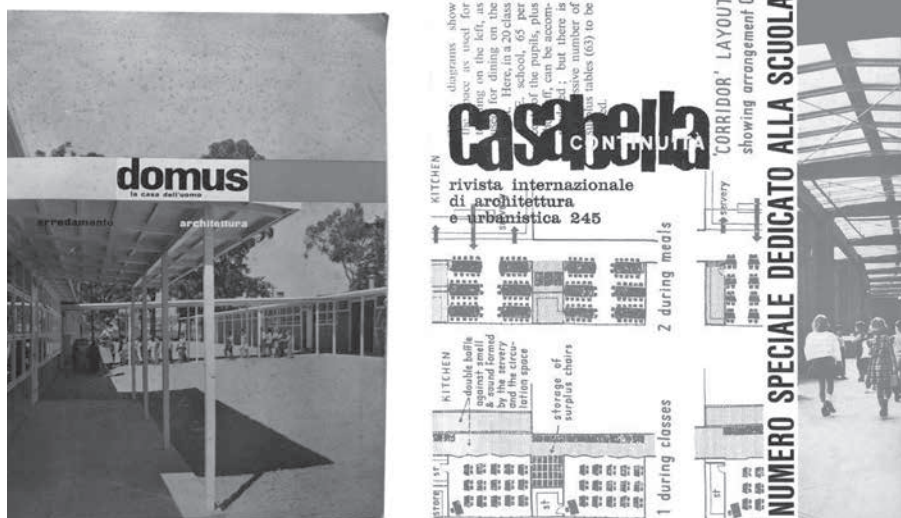 domus
la casa dell'uomo
arredamento
architettura
diagrams show
space as used for
on the left, as
for dining on the
Here, in a 20 class
school, 65 per
of the pupils, plus
can be accom-
; but there is
number of
tables (63) to be
casabella
CONTINUITÀ
rivista internazionale
di architettura
e urbanistica 245
'CORRIDOR' LAYOUT
showing arrangement
KITCHEN
servery
2 during meals
KITCHEN
double baffle
against smell
& sound formed
by the servery
and the circu-
lation space
storage of
surplus chairs
store
st
st
1 during classes
st
NUMERO SPECIALE DEDICATO ALLA SCUOLA